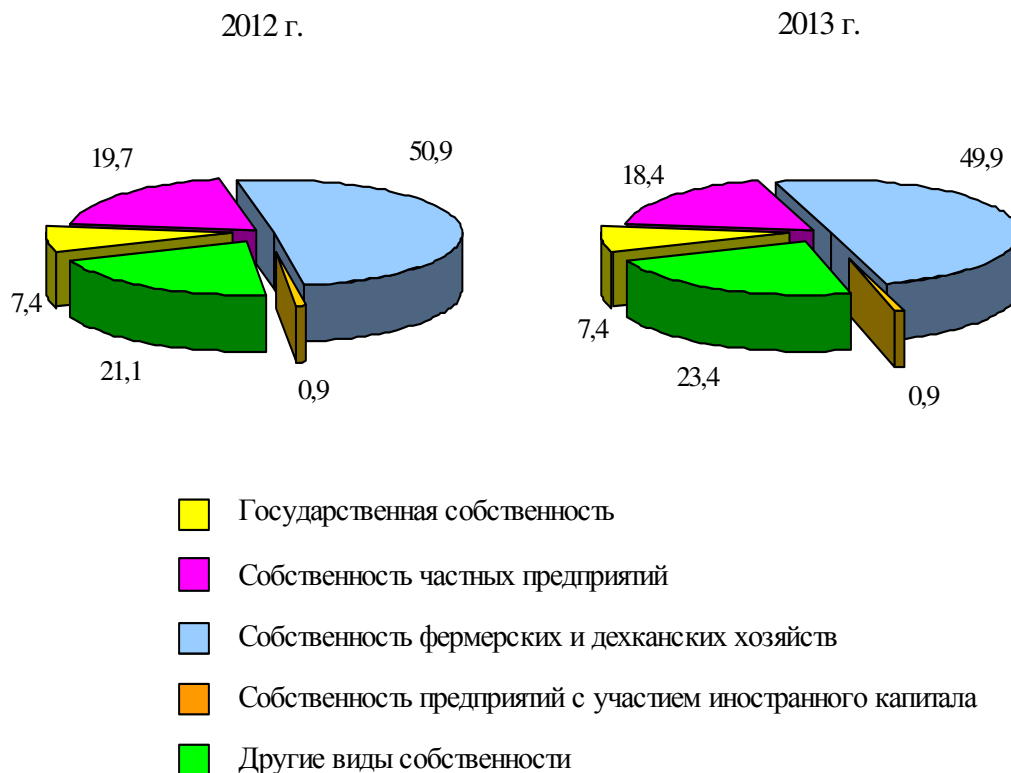 2012 г.
2013 г.
19,7
50,9
7,4
21,1
0,9
18,4
49,9
7,4
23,4
0,9
Государственная собственность
Собственность частных предприятий
Собственность фермерских и дехканских хозяйств
Собственность предприятий с участием иностранного капитала
Другие виды собственности